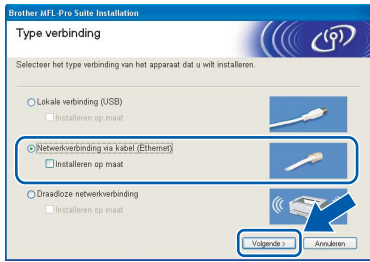 Brother MFL-Pro Suite Installation
Type verbinding
Selecteer het type verbinding van het apparaat dat u wilt installeren.
Lokale verbinding (USB)
Installeren op maat
Netwerkverbinding via kabel (Ethernet)
Installeren op maat
Draadloze netwerkverbinding
Installeren op maat
Volgende >
Annuleren